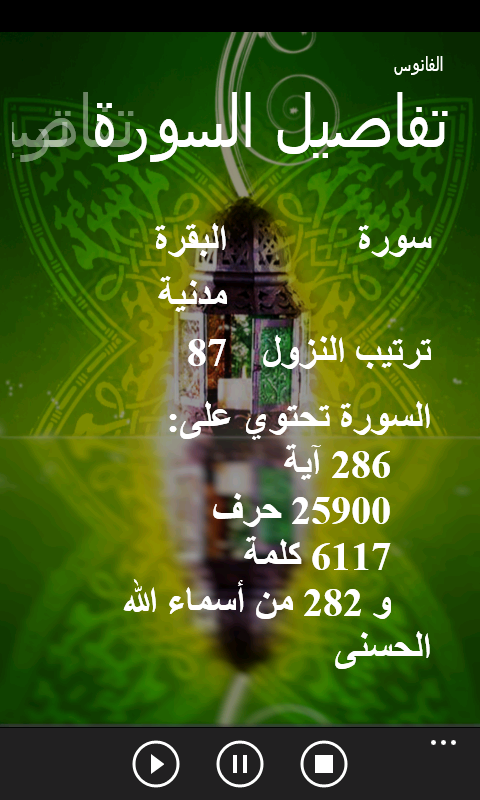 الفانوس
تفاصيل السورة
سورة البقرة
مدنية
ترتيب النزول 87
السورة تحتوي على:
286 آية
25900 حرف
6117 كلمة
و 282 من أسماء الله
الحسنى